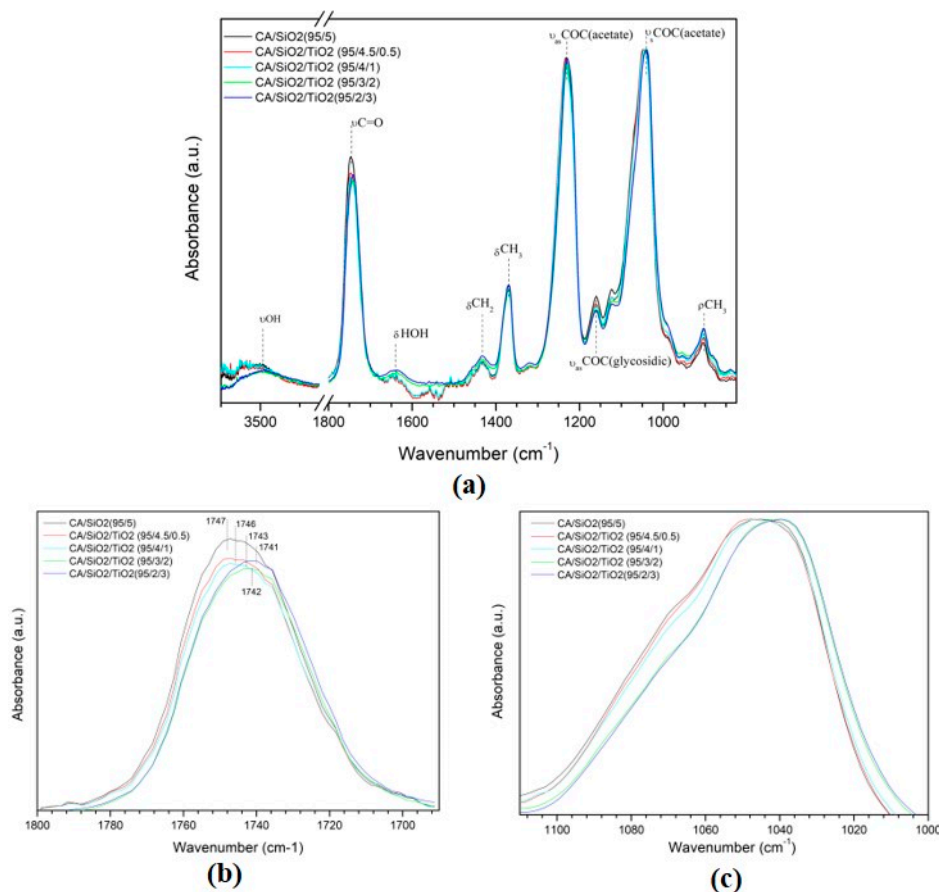 CA/SiO2(95/5)
CA/SiO2/TiO2 (95/4.5/0.5)
CA/SiO2/TiO2 (95/4/1)
CA/SiO2/TiO2 (95/3/2)
CA/SiO2/TiO2(95/2/3)
υasCOC(acetate)
υsCOC(acetate)
υC=O
δCH3
δCH2
υOH
δHOH
υasCOC(glycosidic)
ρCH3
Absorbance (a.u.)
3500 1800 1600 1400 1200 1000
Wavenumber (cm-1)
(a)
CA/SiO2(95/5)
CA/SiO2/TiO2 (95/4.5/0.5)
CA/SiO2/TiO2 (95/4/1)
CA/SiO2/TiO2 (95/3/2)
CA/SiO2/TiO2(95/2/3)
1747
1746
1743
1741
1742
Absorbance (a.u.)
1800 1760 1740 1720 1700
Wavenumber (cm-1)
(b)
CA/SiO2(95/5)
CA/SiO2/TiO2 (95/4.5/0.5)
CA/SiO2/TiO2 (95/4/1)
CA/SiO2/TiO2 (95/3/2)
CA/SiO2/TiO2(95/2/3)
Absorbance (a.u.)
1100 1080 1060 1040 1020 1000
Wavenumber (cm-1)
(c)